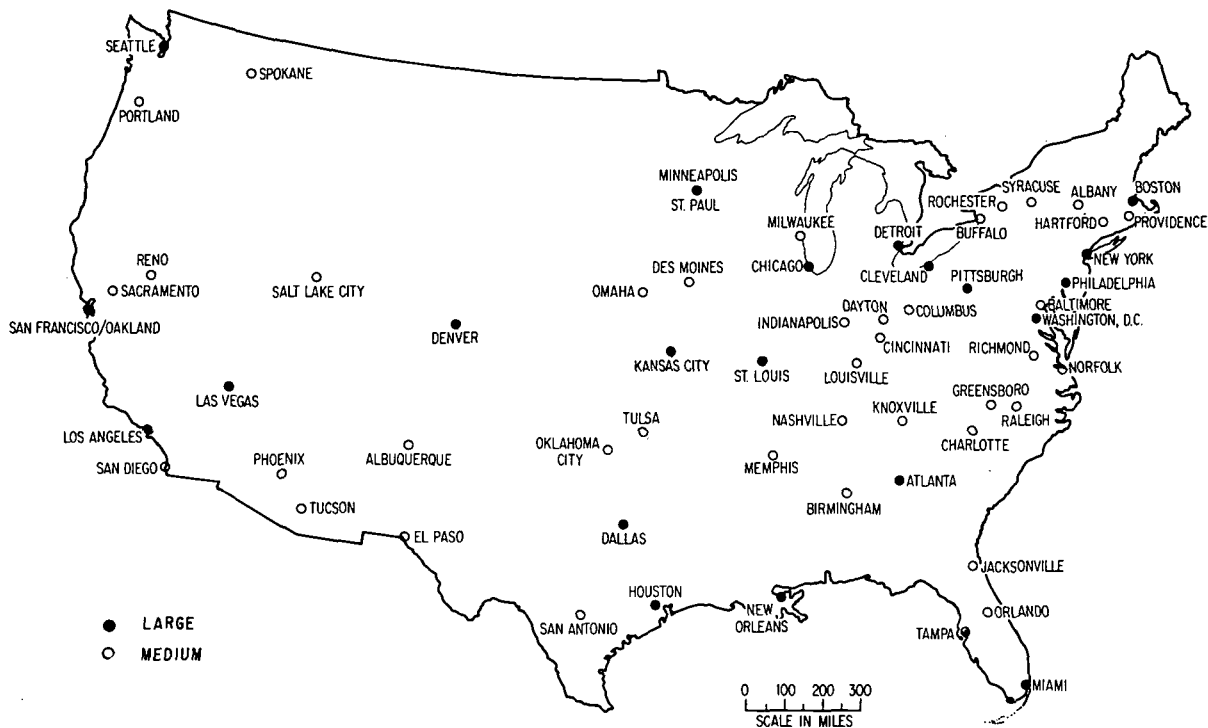 SEATTLE
SPOKANE
PORTLAND
MINNEAPOLIS
ST. PAUL
MILWAUKEE
DETROIT
ROCHESTER
SYRACUSE
ALBANY
BOSTON
BUFFALO
HARTFORD
PROVIDENCE
RENO
SACRAMENTO
SALT LAKE CITY
DES MOINES
OMAHA
CHICAGO
CLEVELAND
PITTSBURGH
NEW YORK
PHILADELPHIA
SAN FRANCISCO/OAKLAND
DENVER
INDIANAPOLIS
DAYTON
COLUMBUS
BALTIMORE
WASHINGTON, D.C.
KANSAS CITY
ST. LOUIS
LOUISVILLE
CINCINNATI
RICHMOND
NORFOLK
LAS VEGAS
LOS ANGELES
SAN DIEGO
PHOENIX
ALBUQUERQUE
TULSA
OKLAHOMA
CITY
NASHVILLE
KNOXVILLE
GREENSBORO
RALEIGH
CHARLOTTE
MEMPHIS
ATLANTA
BIRMINGHAM
TUCSON
EL PASO
DALLAS
JACKSONVILLE
HOUSTON
SAN ANTONIO
NEW
ORLEANS
ORLANDO
TAMPA
MIAMI
LARGE
MEDIUM
0 100 200 300
SCALE IN MILES